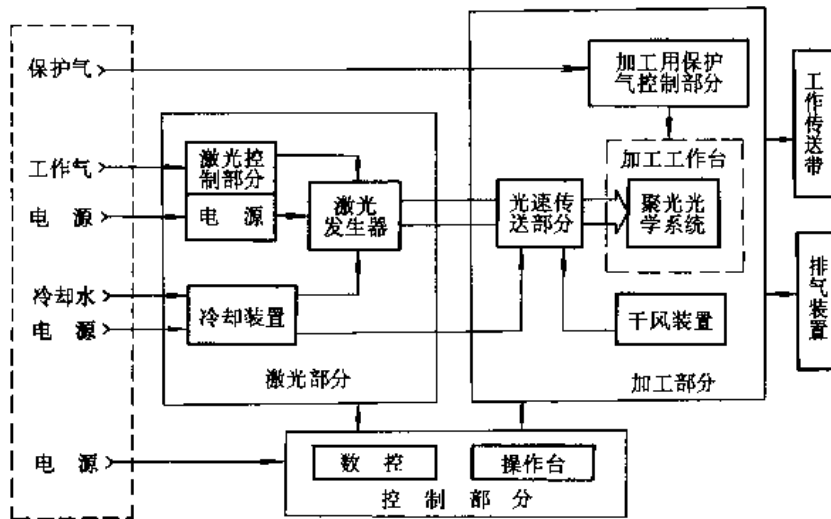 保护气
加工用保护
气控制部分
工作传送带
工作气
激光控
制部分
加工工作台
电 源
电 源
激光
发生器
光速传
送部分
聚光光
学系统
冷却水
冷却装置
电 源
干风装置
排气装置
激光部分
加工部分
电 源
数 控
操作台
控 制 部 分